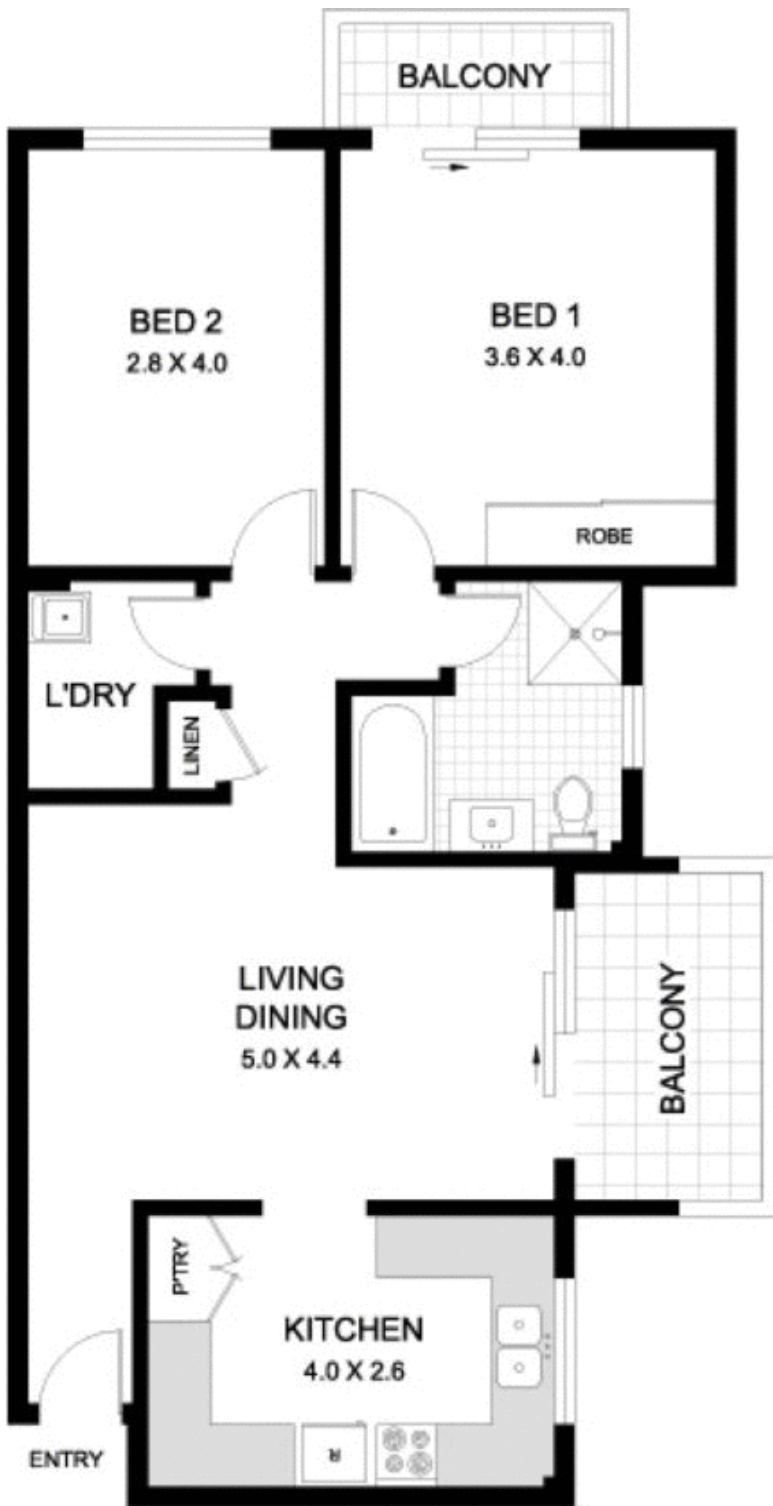 BALCONY
BED 2
2.8 X 4.0
BED 1
3.6 X 4.0
ROBE
L'DRY
LINEN
LIVING
DINING
5.0 X 4.4
BALCONY
P'TRY
KITCHEN
4.0 X 2.6
R
ENTRY